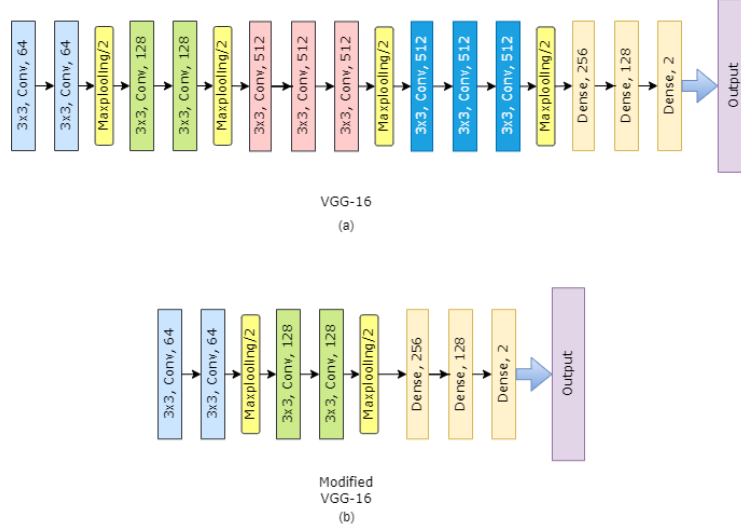 3x3, Conv, 64
3x3, Conv, 64
Maxplooling/2
3x3, Conv, 128
3x3, Conv, 128
Maxplooling/2
3x3, Conv, 512
3x3, Conv, 512
3x3, Conv, 512
Maxplooling/2
3x3, Conv, 512
3x3, Conv, 512
3x3, Conv, 512
Maxplooling/2
Dense, 256
Dense, 128
Dense, 2
Output
VGG-16
(a)
3x3, Conv, 64
3x3, Conv, 64
Maxplooling/2
3x3, Conv, 128
3x3, Conv, 128
Maxplooling/2
Dense, 256
Dense, 128
Dense, 2
Output
Modified
VGG-16
(b)